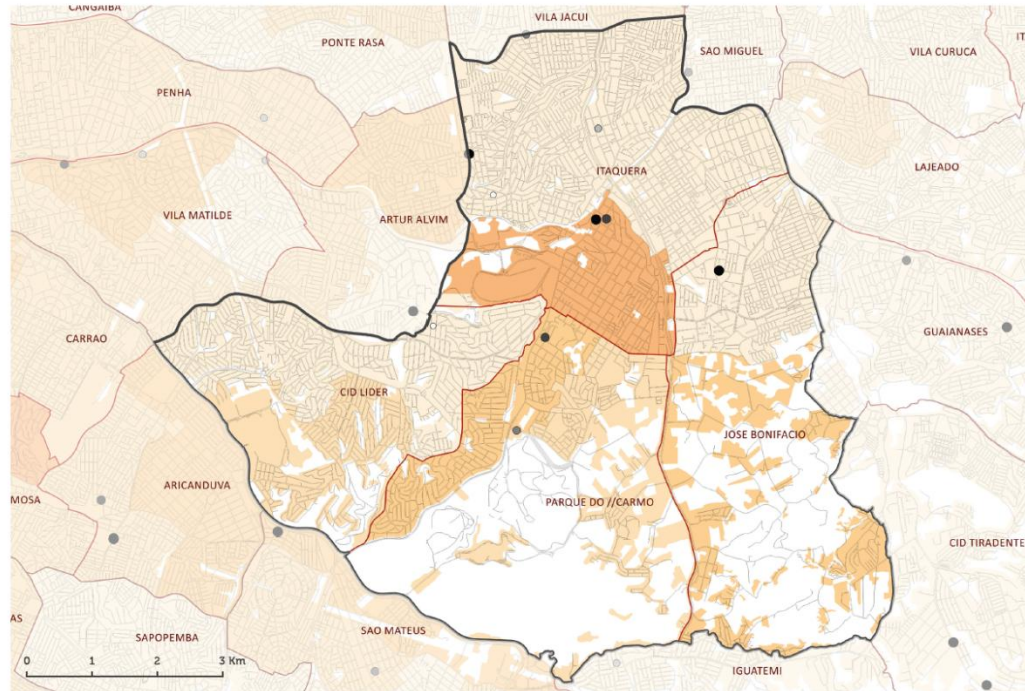 CANGAIBA
VILA JACUI
PONTE RASA
SAO MIGUEL
VILA CURUCA
IT
PENHA
ITAQUERA
LAJEADO
VILA MATILDE
ARTUR ALVIM
CARRAO
GUAIANASES
CID LIDER
JOSE BONIFACIO
ARICANDUVA
MOSA
PARQUE DO //CARMO
CID TIRADENTE
AS
SAPOPEMBA
SAO MATEUS
IGUATEMI
0 1 2 3 Km